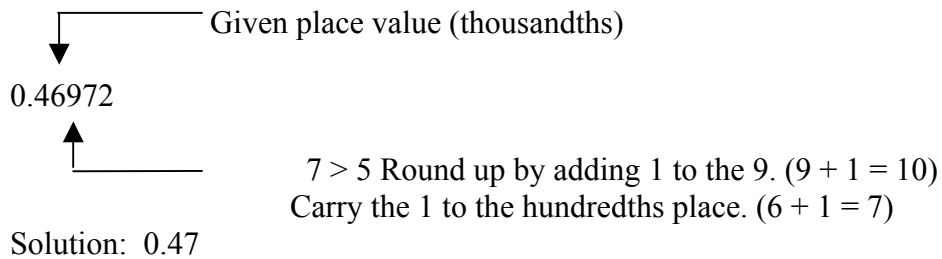 Given place value (thousandths)
0.46972
7 > 5 Round up by adding 1 to the 9. (9 + 1 = 10)
Carry the 1 to the hundredths place. (6 + 1 = 7)
Solution:  0.47